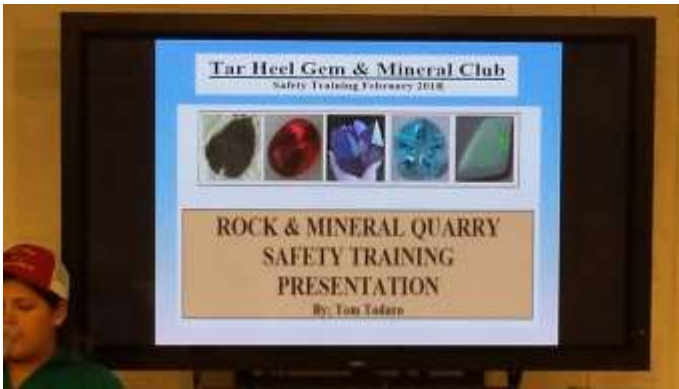 Tar Heel Gem & Mineral Club
Safety Training February 2018
ROCK & MINERAL QUARRY
SAFETY TRAINING
PRESENTATION
By: Tom Todaro